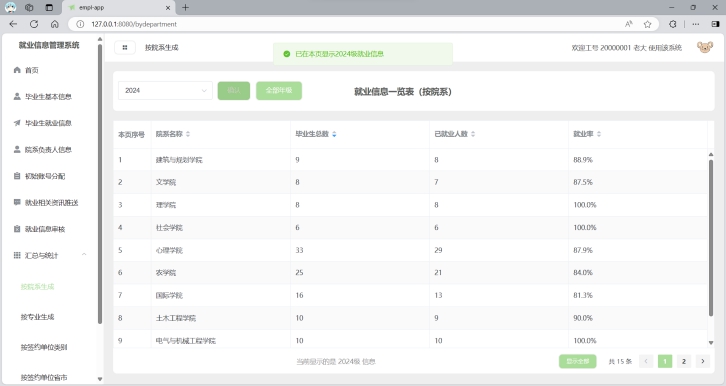 empl-app
127.0.0.1:8080/bydepartment
就业信息管理系统
按院系生成
已在本页显示2024级就业信息
欢迎工号 20000001 老大 使用该系统
首页
毕业生基本信息
毕业生就业信息
院系负责人信息
初始账号分配
就业相关资讯推送
就业信息审核
汇总与统计
按院系生成
按专业生成
按签约单位类别
按签约单位省市
2024
全部年级
就业信息一览表（按院系）
本页序号 院系名称 毕业生总数 已就业人数 就业率
1 建筑与规划学院 9 8 88.9%
2 文学院 8 7 87.5%
3 理学院 8 8 100.0%
4 社会学院 6 6 100.0%
5 心理学院 33 29 87.9%
6 农学院 25 21 84.0%
7 国际学院 16 13 81.3%
8 土木工程学院 10 9 90.0%
9 电气与机械工程学院 10 10 100.0%
当前显示的是 2024级 信息
显示全部
共 15 条
1
2